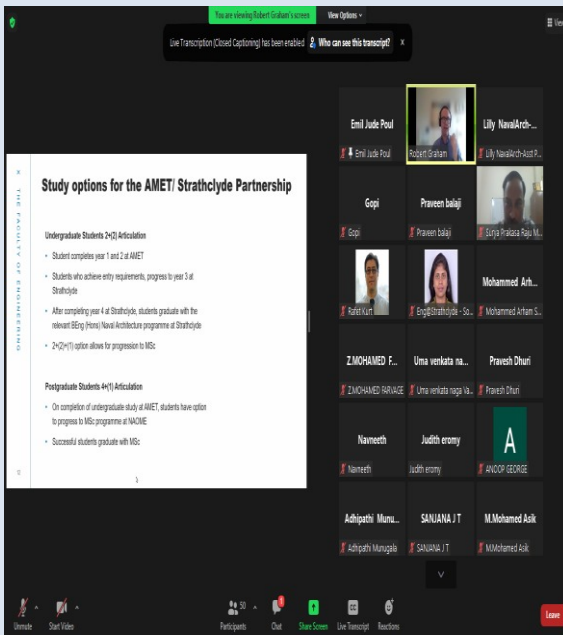 You are viewing Robert Graham's screen
View Options
Live Transcription (Closed Captioning) has been enabled
Who can see this transcript?
View
THE FACULTY OF ENGINEERING
Study options for the AMET/ Strathclyde Partnership
Undergraduate Students 2+(2) Articulation
• Student completes year 1 and 2 at AMET
• Students who achieve entry requirements, progress to year 3 at
Strathclyde
• After completing year 4 at Strathclyde, students graduate with the
relevant BEng (Hons) Naval Architecture programme at Strathclyde
• 2+(2)+(1) option allows for progression to MSc
Postgraduate Students 4+(1) Articulation
• On completion of undergraduate study at AMET, students have option
to progress to MSc programme at NAOME
• Successful students graduate with MSc
Emil Jude Poul
Emil Jude Poul
Robert Graham
Lilly NavalArch-...
Lilly NavalArch-Asst P...
Gopi
Gopi
Praveen balaji
Praveen balaji
Surya Prakasa Raju M...
Rafet Kurt
Eng@Strathclyde - So...
Mohammed Arh...
Mohammed Arham S...
Z.MOHAMED F...
Z.MOHAMED FARVAGE
Uma venkata na...
Uma venkata naga Va...
Pravesh Dhuri
Pravesh Dhuri
Navneeth
Navneeth
Judith eromy
Judith eromy
A
ANOOP GEORGE
Adhipathi Munu...
Adhipathi Munugala
SANJANA J T
SANJANA J T
M.Mohamed Asik
M.Mohamed Asik
Unmute
Start Video
50
Participants
1
Chat
Share Screen
Live Transcript
Reactions
Leave